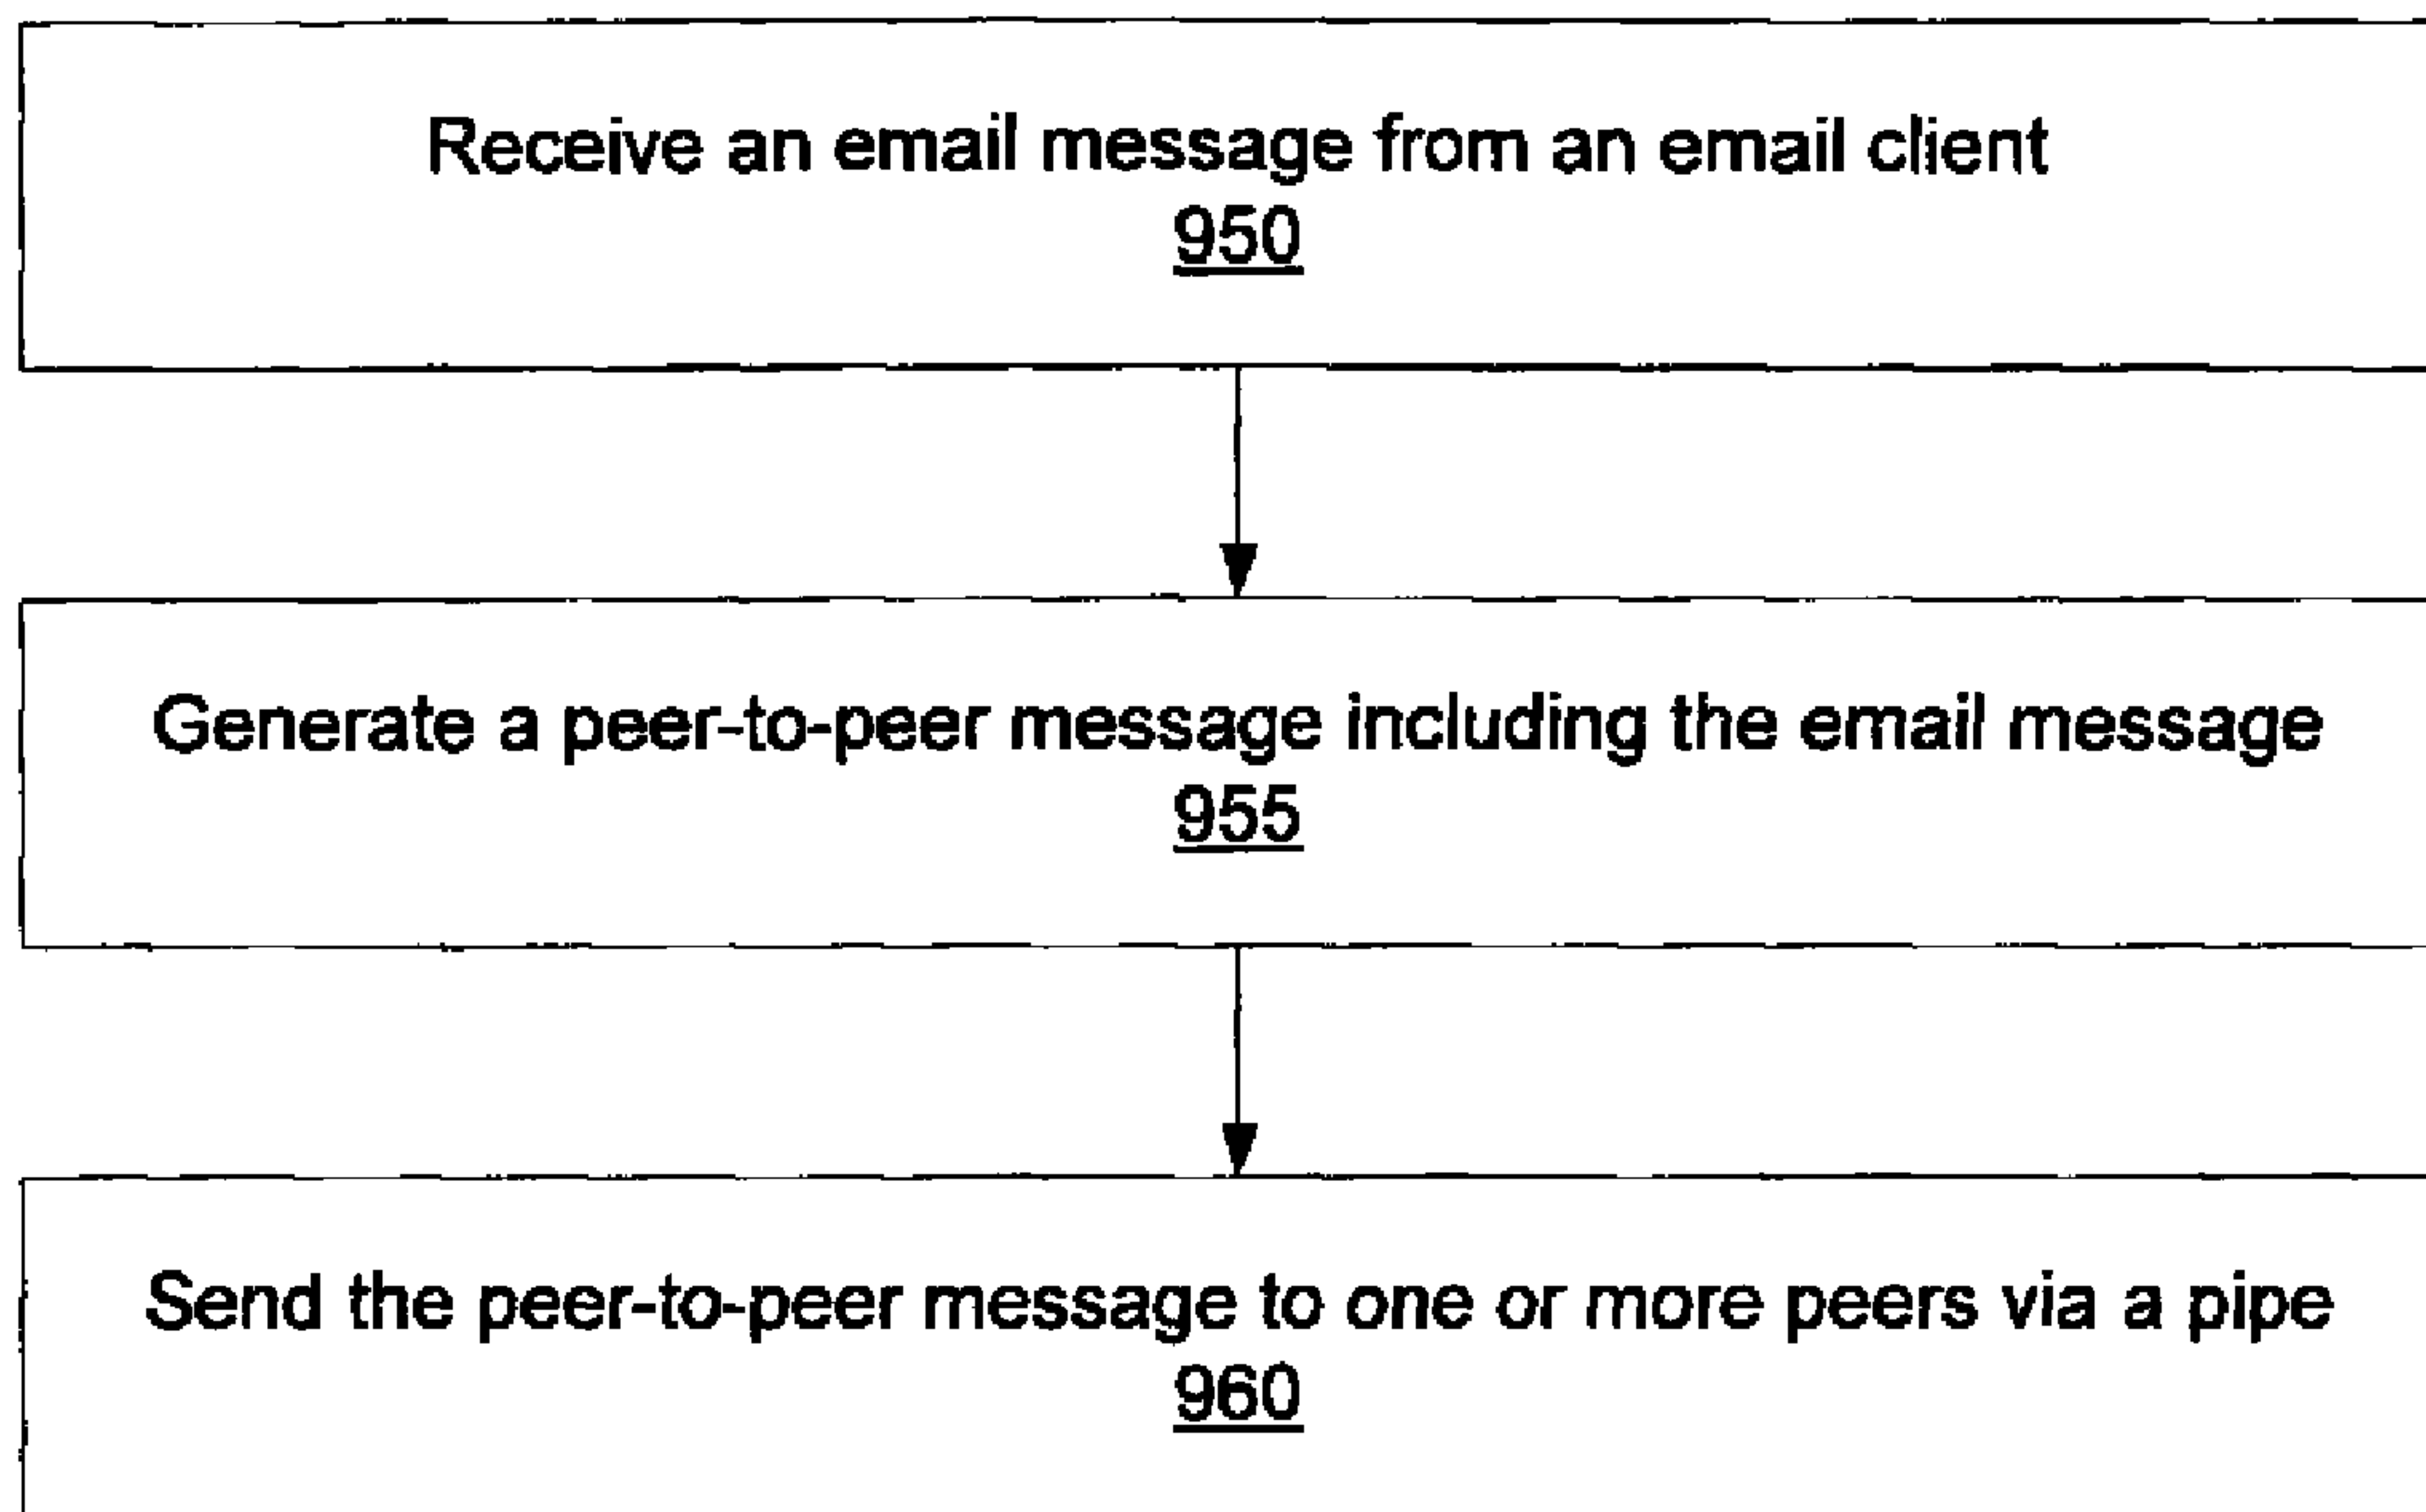 Receive an email message from an email client
950
Generate a peer-to-peer message including the email message
955
Send the peer-to-peer message to one or more peers via a pipe
960